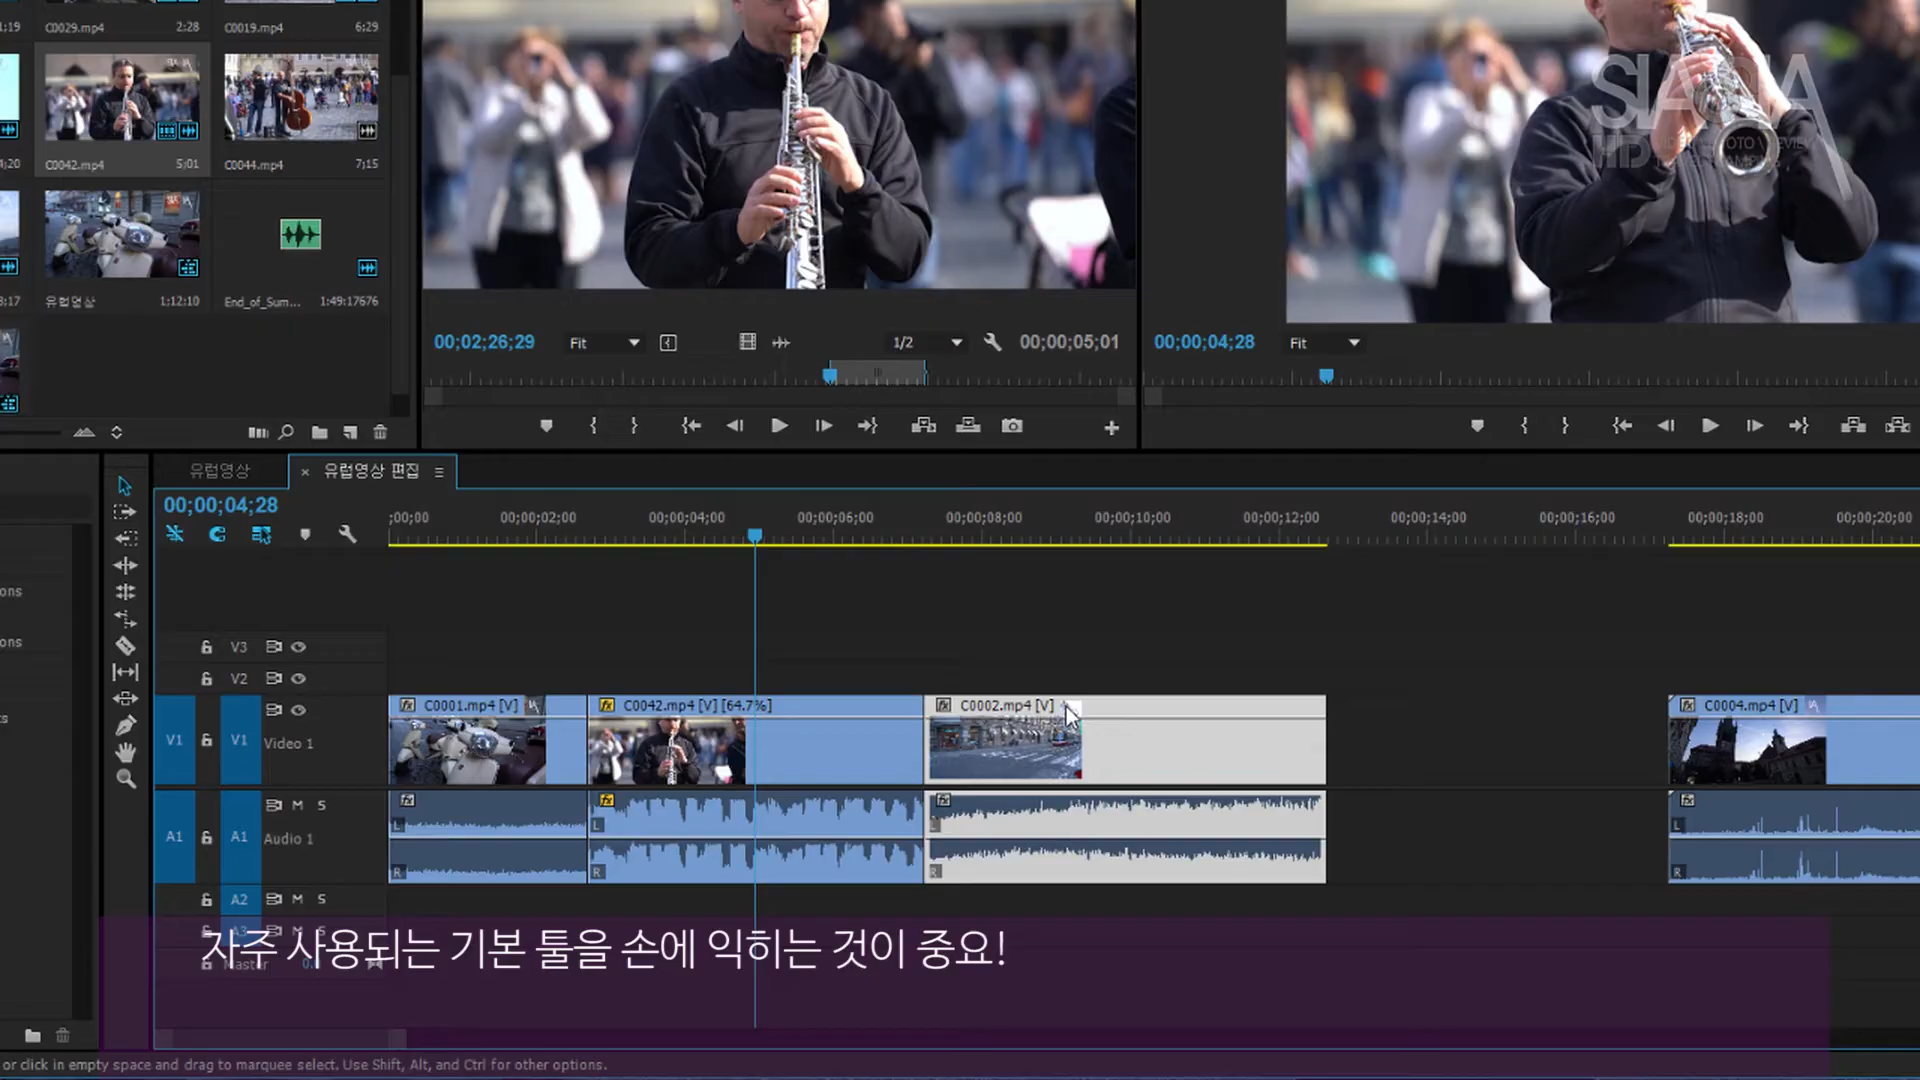 C0029.mp4 2:28 C0019.mp4 6:29
C0042.mp4 5:01 C0044.mp4 7;15
유럽영상 1:12:10 End_of_Sum... 1:49:17676
00;02;26;29 Fit 1/2 00;00;05;01
00;00;04;28 Fit
유럽영상 × 유럽영상 편집
00;00;04;28
;00;00 00;00;02;00 00;00;04;00 00;00;06;00 00;00;08;00 00;00;10;00 00;00;12;00 00;00;14;00 00;00;16;00 00;00;18;00 00;00;20;00
V3
V2
C0001.mp4 [V] C0042.mp4 [V] [64.7%] C0002.mp4 [V] C0004.mp4 [V]
V1 V1 Video 1
A1 A1 M S Audio 1
L L L L
R R R R
A2 M S
A3 M S
Master
자주 사용되는 기본 툴을 손에 익히는 것이 중요!
or click in empty space and drag to marquee select. Use Shift, Alt, and Ctrl for other options.